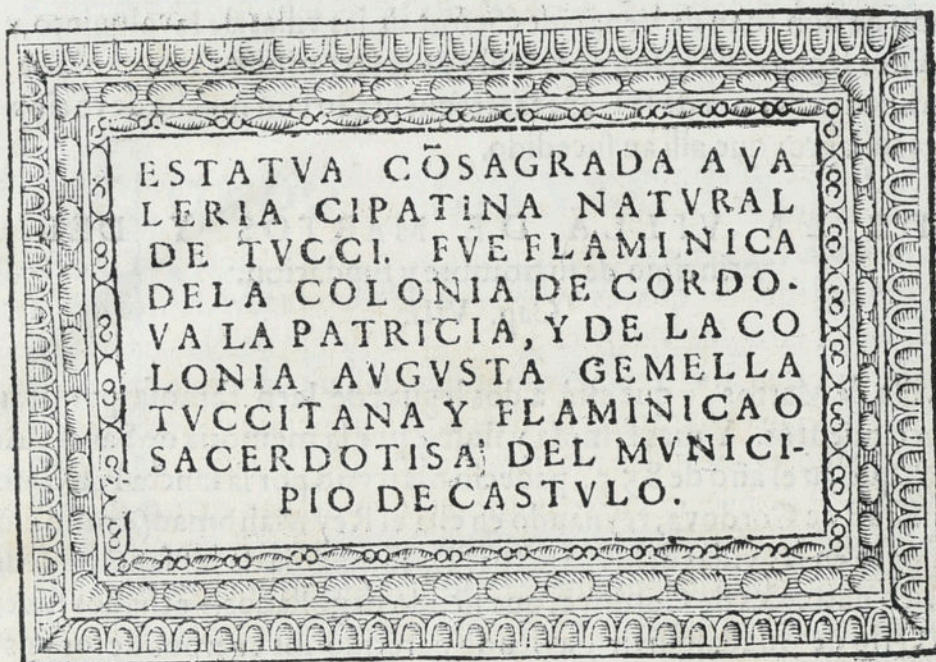 ESTATVA CÕSAGRADA A VA
LERIA CIPATINA NATVRAL
DE TVCCI. FVE FLAMINICA
DELA COLONIA DE CORDO-
VA LA PATRICIA, Y DE LA CO
LONIA AVGVSTA GEMELLA
TVCCITANA Y FLAMINICA O
SACERDOTISA DEL MVNICI-
PIO DE CASTVLO.